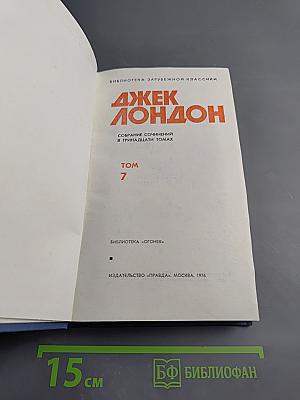 БИБЛИОТЕКА ЗАРУБЕЖНОЙ КЛАССИКИ
ДЖЕК
ЛОНДОН
СОБРАНИЕ СОЧИНЕНИЙ
В ТРИНАДЦАТИ ТОМАХ
ТОМ
7
БИБЛИОТЕКА «ОГОНЕК»
ИЗДАТЕЛЬСТВО «ПРАВДА». МОСКВА. 1976
15 см
БФ БИБЛИОФАН